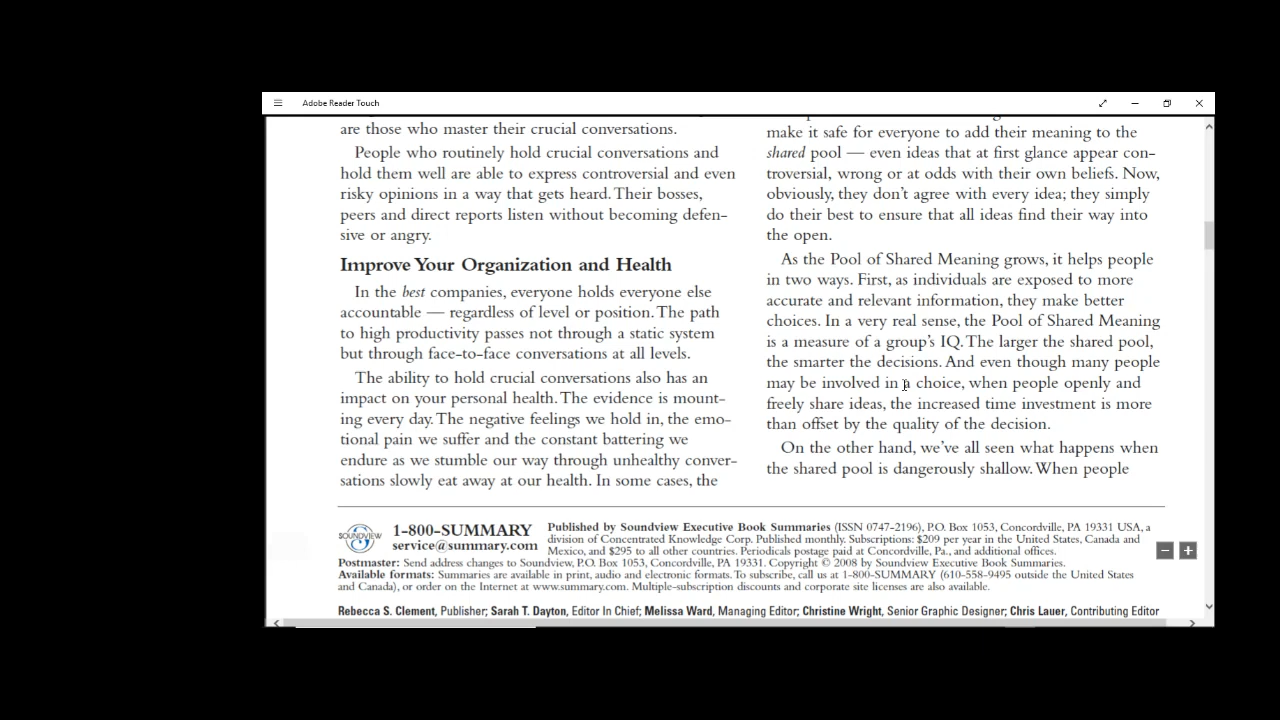 Adobe Reader Touch
are those who master their crucial conversations.
People who routinely hold crucial conversations and
hold them well are able to express controversial and even
risky opinions in a way that gets heard. Their bosses,
peers and direct reports listen without becoming defen-
sive or angry.
Improve Your Organization and Health
In the best companies, everyone holds everyone else
accountable — regardless of level or position. The path
to high productivity passes not through a static system
but through face-to-face conversations at all levels.
The ability to hold crucial conversations also has an
impact on your personal health. The evidence is mount-
ing every day. The negative feelings we hold in, the emo-
tional pain we suffer and the constant battering we
endure as we stumble our way through unhealthy conver-
sations slowly eat away at our health. In some cases, the
make it safe for everyone to add their meaning to the
shared pool — even ideas that at first glance appear con-
troversial, wrong or at odds with their own beliefs. Now,
obviously, they don't agree with every idea; they simply
do their best to ensure that all ideas find their way into
the open.
As the Pool of Shared Meaning grows, it helps people
in two ways. First, as individuals are exposed to more
accurate and relevant information, they make better
choices. In a very real sense, the Pool of Shared Meaning
is a measure of a group's IQ. The larger the shared pool,
the smarter the decisions. And even though many people
may be involved in a choice, when people openly and
freely share ideas, the increased time investment is more
than offset by the quality of the decision.
On the other hand, we've all seen what happens when
the shared pool is dangerously shallow. When people
SOUNDVIEW
1-800-SUMMARY
service@summary.com
Published by Soundview Executive Book Summaries (ISSN 0747-2196), P.O. Box 1053, Concordville, PA 19331 USA, a
division of Concentrated Knowledge Corp. Published monthly. Subscriptions: $209 per year in the United States, Canada and
Mexico, and $295 to all other countries. Periodicals postage paid at Concordville, Pa., and additional offices.
Postmaster: Send address changes to Soundview, P.O. Box 1053, Concordville, PA 19331. Copyright © 2008 by Soundview Executive Book Summaries.
Available formats: Summaries are available in print, audio and electronic formats. To subscribe, call us at 1-800-SUMMARY (610-558-9495 outside the United States
and Canada), or order on the Internet at www.summary.com. Multiple-subscription discounts and corporate site licenses are also available.
Rebecca S. Clement, Publisher; Sarah T. Dayton, Editor In Chief; Melissa Ward, Managing Editor; Christine Wright, Senior Graphic Designer; Chris Lauer, Contributing Editor